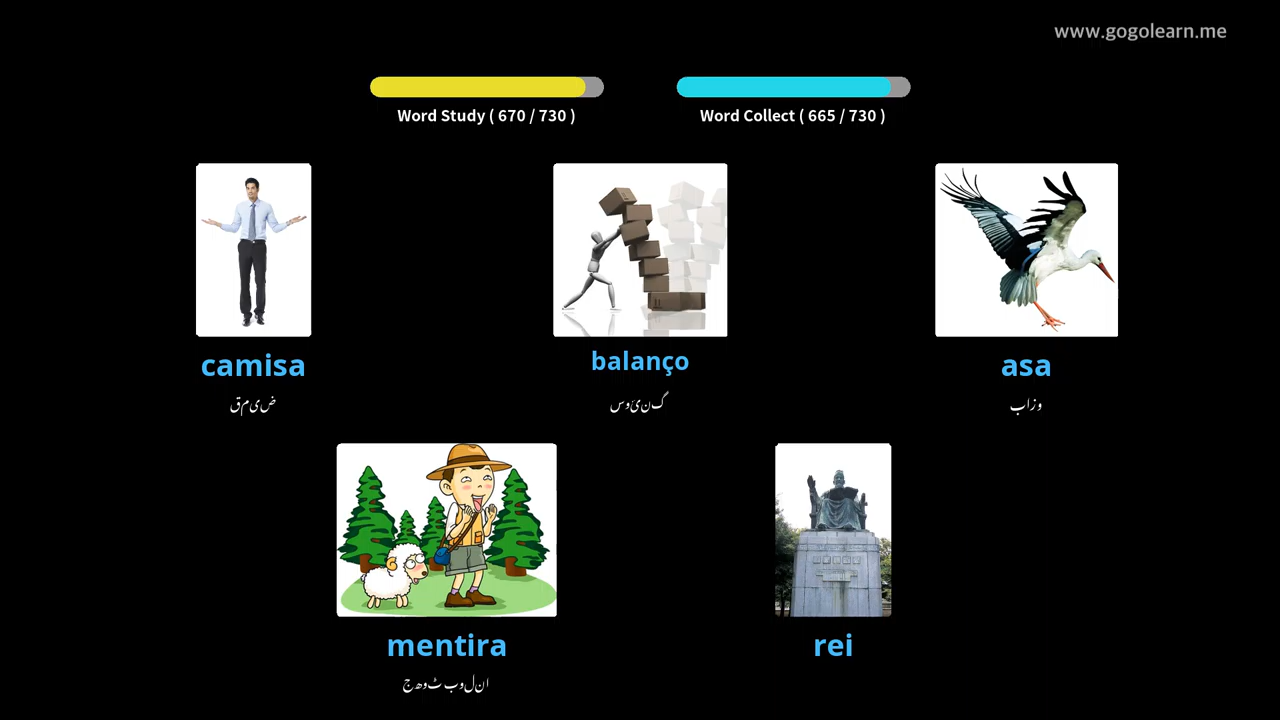 www.gogolearn.me
Word Study ( 670 / 730 )
Word Collect ( 665 / 730 )
camisa
balanço
asa
قمیض
سوئنگ
بازو
mentira
rei
جھوٹ بولنا